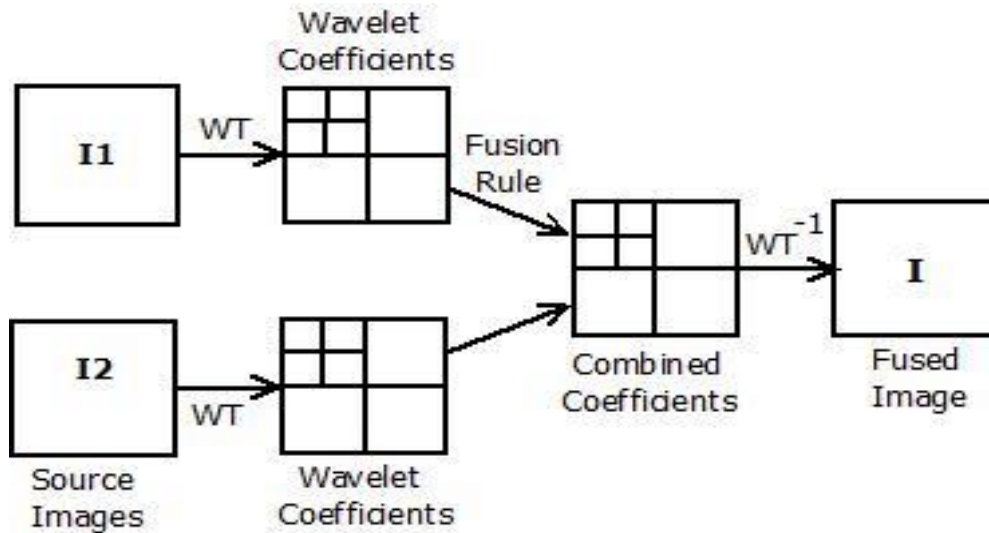 Wavelet
Coefficients
I1
WT
Fusion
Rule
WT-1
I
I2
WT
Combined
Coefficients
Fused
Image
Source
Images
Wavelet
Coefficients